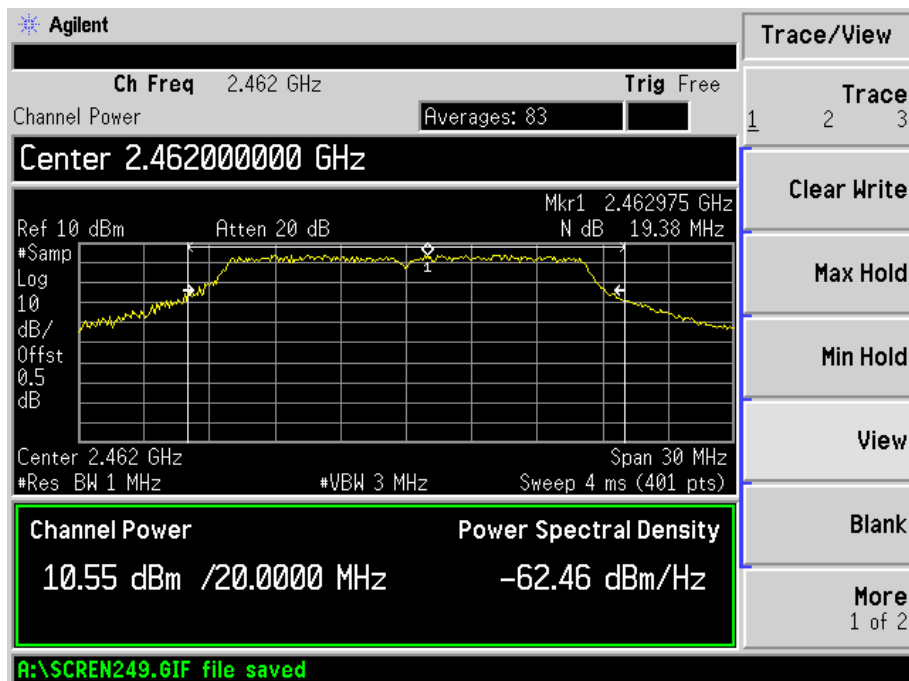 Agilent
Trace/View
Ch Freq 2.462 GHz Trig Free
Channel Power Averages: 83
Center 2.462000000 GHz
Mkr1 2.462975 GHz
Ref 10 dBm Atten 20 dB N dB 19.38 MHz
#Samp
Log
10
dB/
Offst
0.5
dB
1
Center 2.462 GHz Span 30 MHz
#Res BW 1 MHz #VBW 3 MHz Sweep 4 ms (401 pts)
Channel Power Power Spectral Density
10.55 dBm /20.0000 MHz -62.46 dBm/Hz
A:\SCREN249.GIF file saved
Trace
1 2 3
Clear Write
Max Hold
Min Hold
View
Blank
More
1 of 2